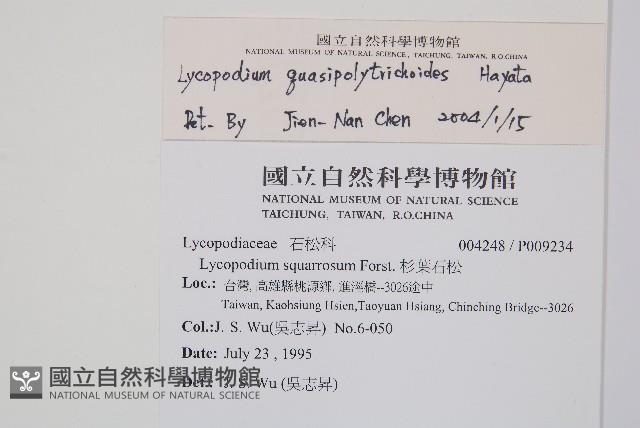 國立自然科學博物館
NATIONAL MUSEUM OF NATURAL SCIENCE, TAICHUNG, TAIWAN, R.O.CHINA
Lycopodium quasipolytrichoides Hayata
Det. By Jien-Nan Chen 2004/1/15
國立自然科學博物館
NATIONAL MUSEUM OF NATURAL SCIENCE
TAICHUNG, TAIWAN, R.O.CHINA
Lycopodiaceae 石松科 004248 / P009234
Lycopodium squarrosum Forst. 杉葉石松
Loc.: 台灣, 高雄縣桃源鄉, 進涇橋--3026途中
Taiwan, Kaohsiung Hsien,Taoyuan Hsiang, Chinching Bridge--3026
Col.:J. S. Wu(吳志昇) No.6-050
Date: July 23 , 1995
Det.: J. S. Wu (吳志昇)
國立自然科學博物館
NATIONAL MUSEUM OF NATURAL SCIENCE